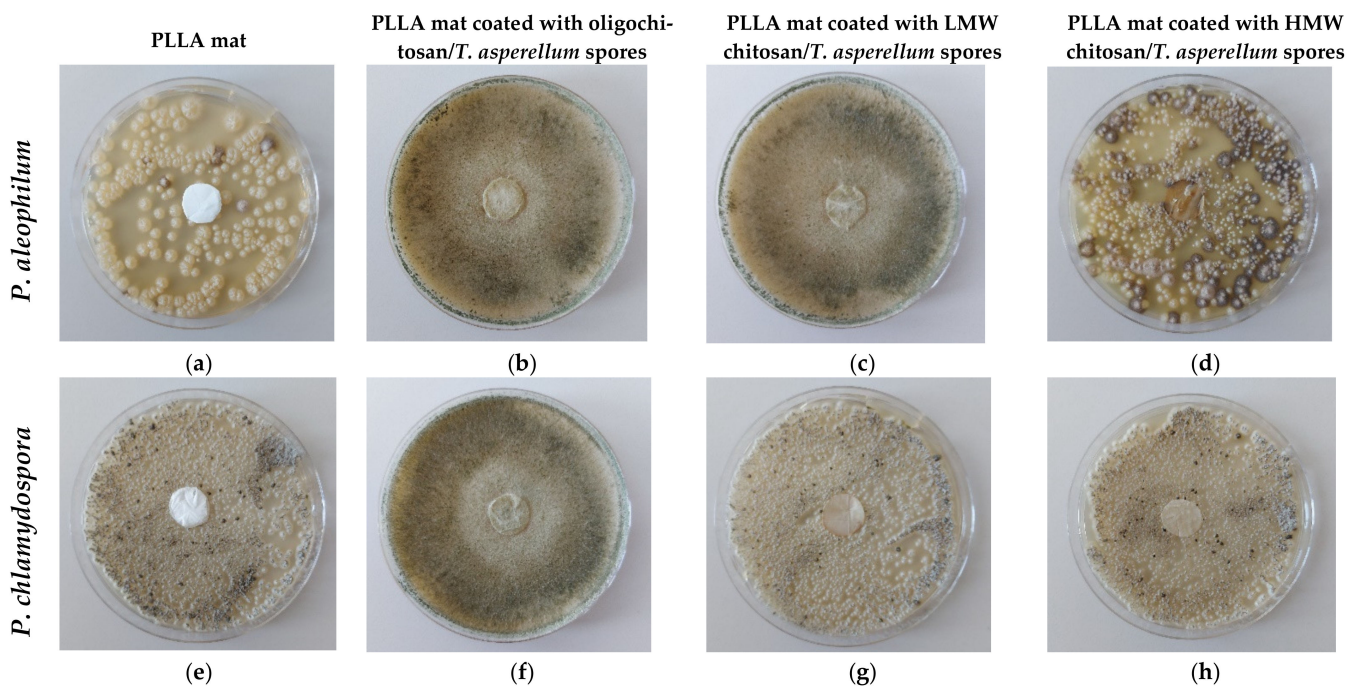 PLLA mat
PLLA mat coated with oligochi-
tosan/T. asperellum spores
PLLA mat coated with LMW
chitosan/T. asperellum spores
PLLA mat coated with HMW
chitosan/T. asperellum spores
P. aleophilum
(a)
(b)
(c)
(d)
P. chlamydospora
(e)
(f)
(g)
(h)